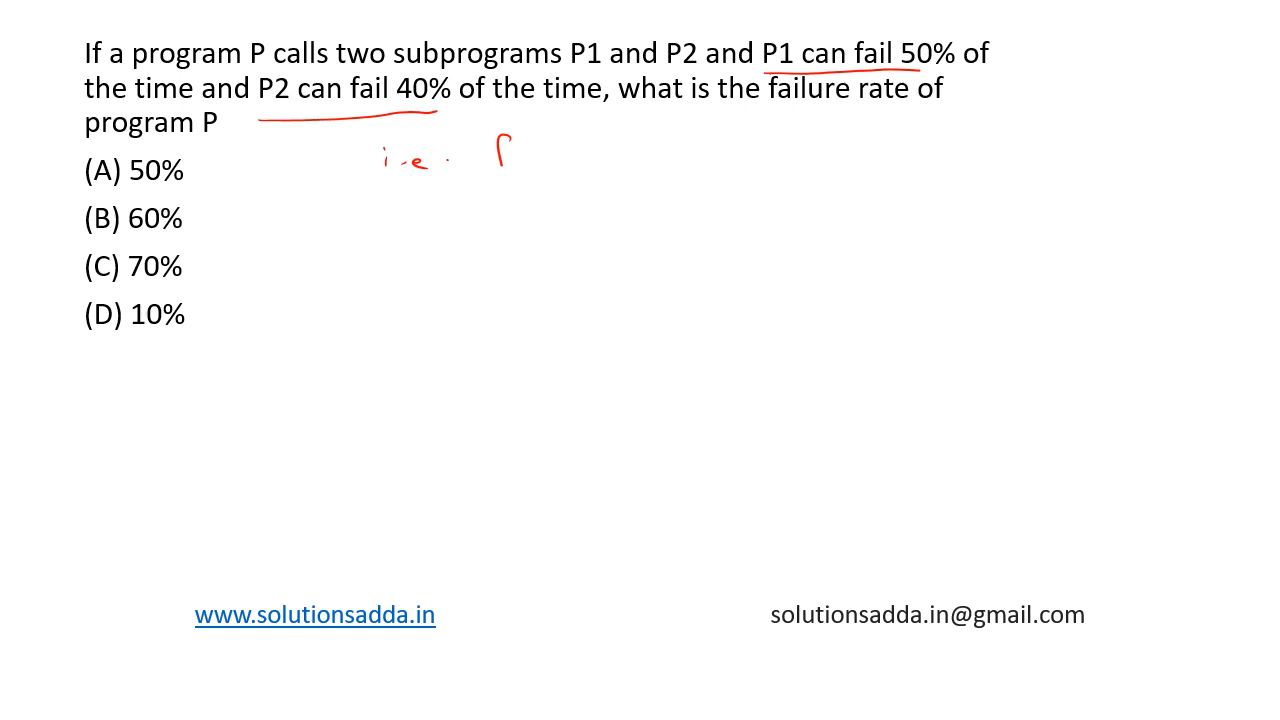 If a program P calls two subprograms P1 and P2 and P1 can fail 50% of
the time and P2 can fail 40% of the time, what is the failure rate of
program P
i.e. P
(A) 50%
(B) 60%
(C) 70%
(D) 10%
www.solutionsadda.in
solutionsadda.in@gmail.com